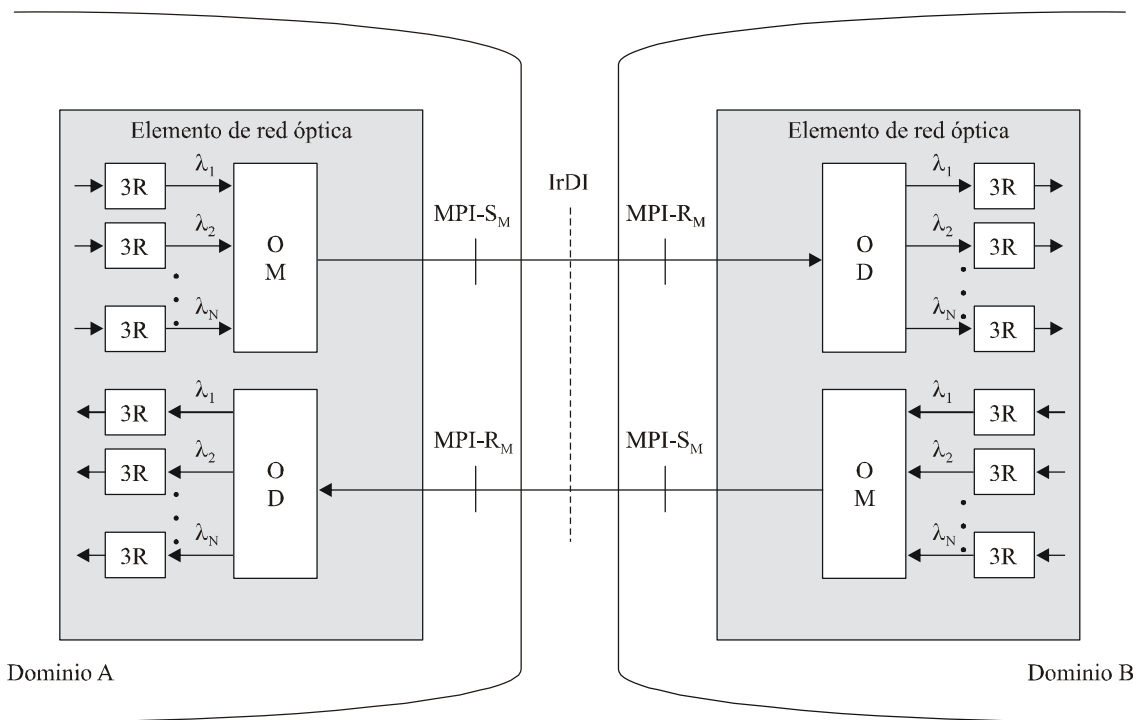 Elemento de red óptica
Elemento de red óptica
3R
λ1
λ1
3R
IrDI
MPI-SM
MPI-RM
3R
λ2
λ2
3R
O
M
O
D
3R
λN
λN
3R
3R
λ1
λ1
3R
MPI-RM
MPI-SM
3R
λ2
λ2
3R
O
D
O
M
3R
λN
λN
3R
Dominio A
Dominio B